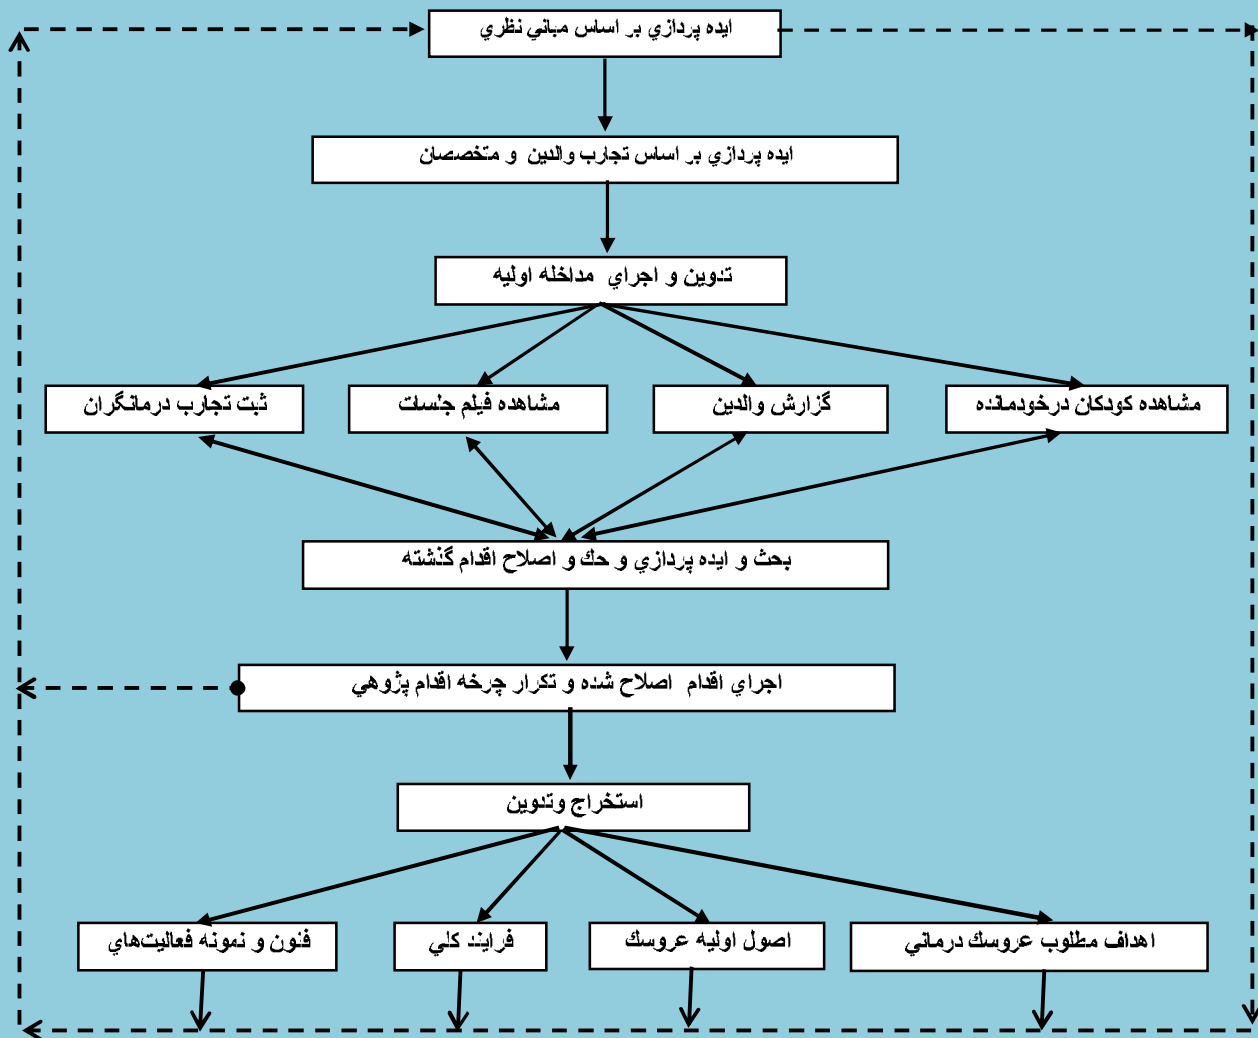 ايده پردازي بر اساس مباني نظري
ايده پردازي بر اساس تجارب والدين و متخصصان
تدوين و اجراي مداخله اوليه
مشاهده كودكان درخودمانده
گزارش والدين
مشاهده فيلم جلسات
ثبت تجارب درمانگران
بحث و ايده پردازي و حك و اصلاح اقدام گذشته
اجراي اقدام اصلاح شده و تكرار چرخه اقدام پژوهي
استخراج وتدوين
اهداف مطلوب عروسك درماني
اصول اوليه عروسك
فرايند كلي
فنون و نمونه فعاليت‌هاي